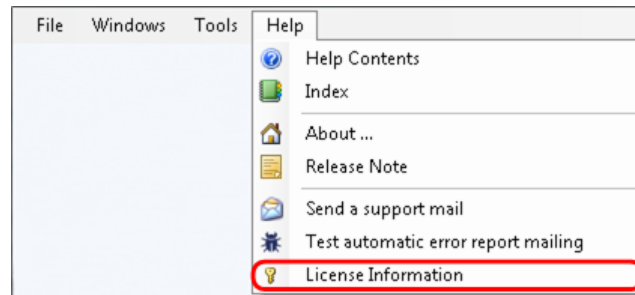 File Windows Tools Help
Help Contents
Index
About ...
Release Note
Send a support mail
Test automatic error report mailing
License Information